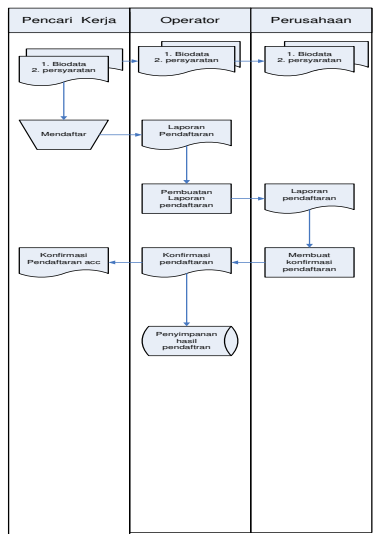 Pencari Kerja
Operator
Perusahaan
1. Biodata
2. persyaratan
1. Biodata
2. persyaratan
1. Biodata
2. persyaratan
Mendaftar
Laporan
Pendaftaran
Pembuatan
Laporan
pendaftaran
Laporan
pendaftaran
Konfirmasi
Pendaftaran acc
Konfirmasi
pendaftaran
Membuat
konfirmasi
pendaftaran
Penyimpanan
hasil
pendaftran